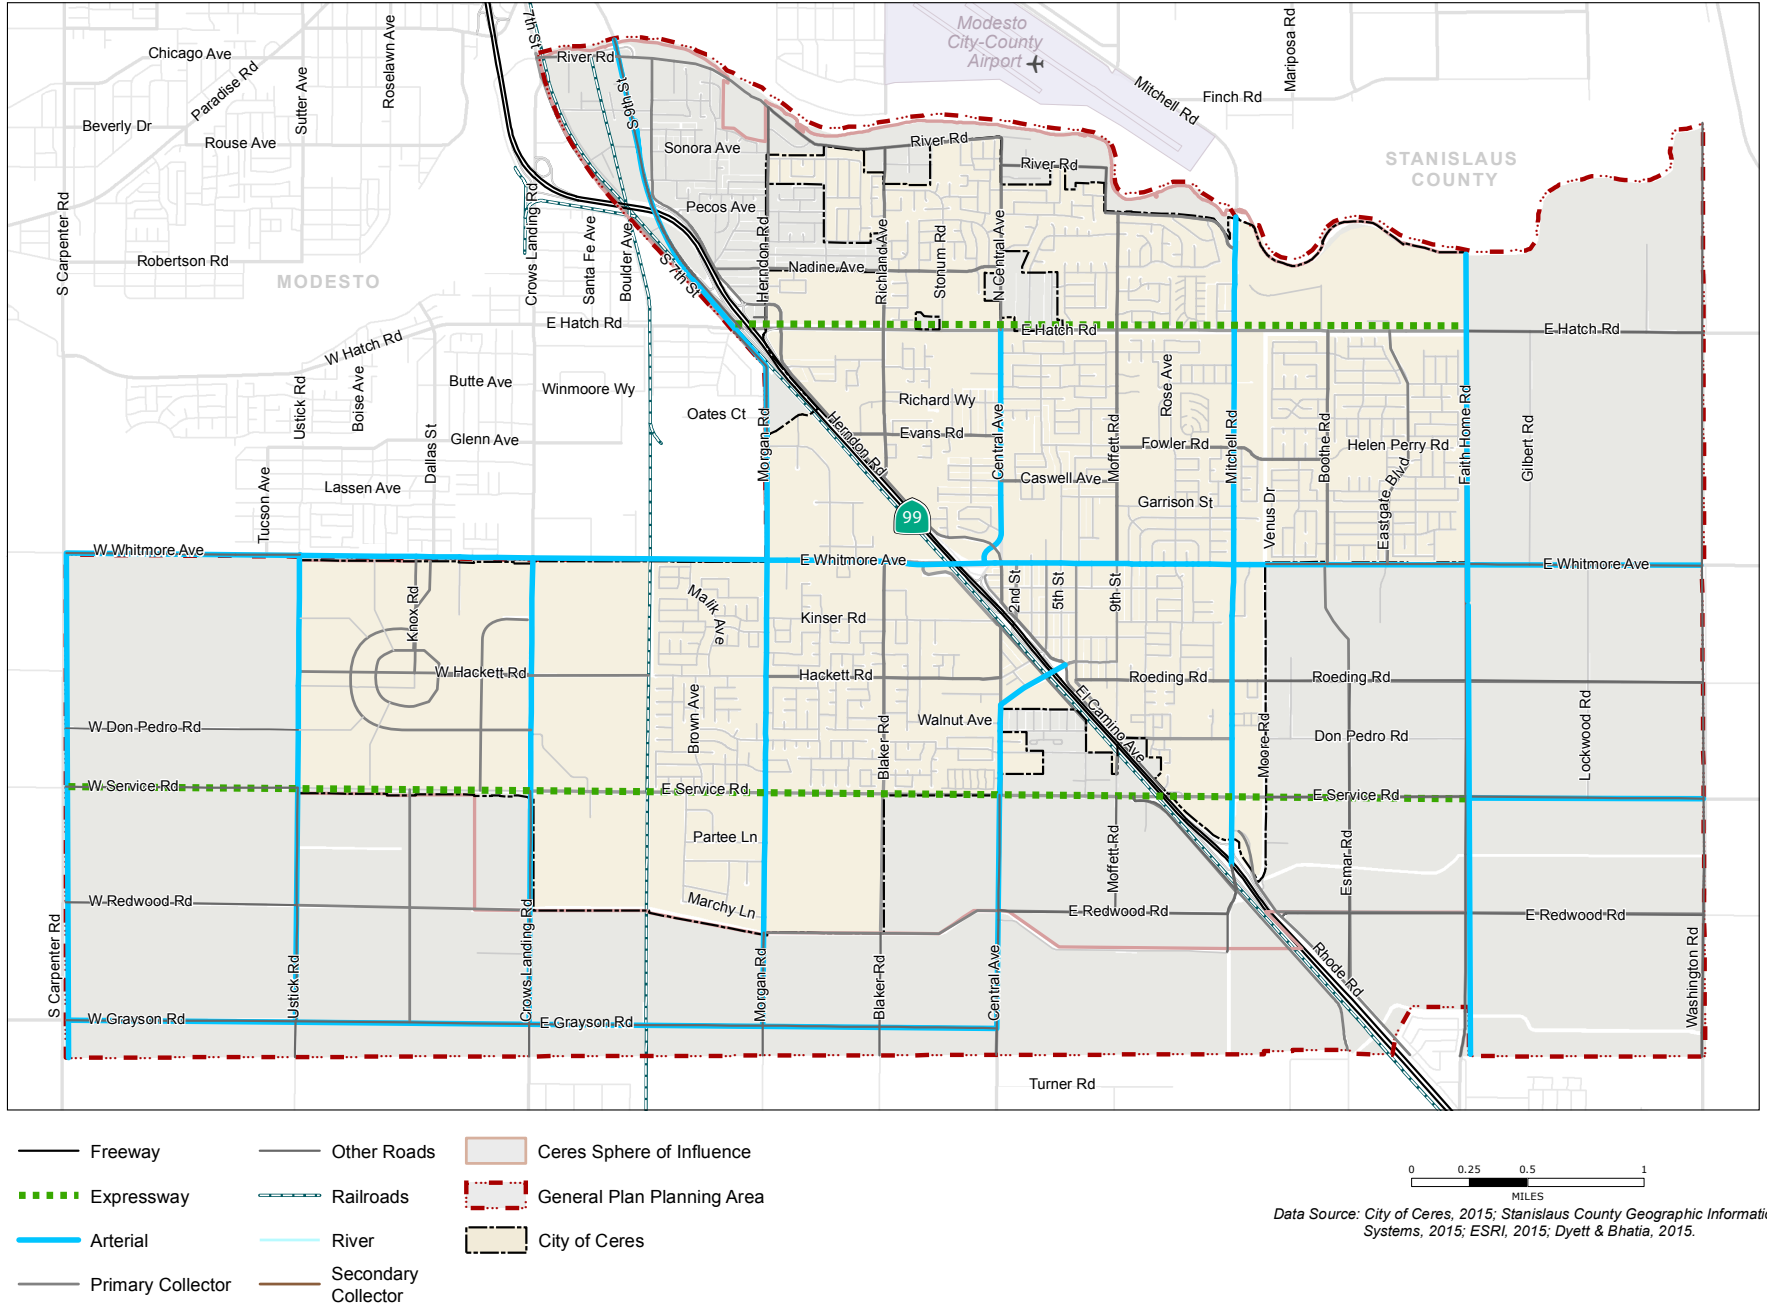 7th St
Chicago Ave
Paradise Rd
Roselawn Ave
Sutter Ave
Beverly Dr
Rouse Ave
River Rd
S 9th St
Sonora Ave
Pecos Ave
Modesto
City-County
Airport
Mitchell Rd
Finch Rd
Mariposa Rd
River Rd
River Rd
STANISLAUS
COUNTY
S Carpenter Rd
Robertson Rd
MODESTO
Crows Landing Rd
Santa Fe Ave
Boulder Ave
S 7th St
Herndon Rd
Nadine Ave
Richland Ave
Stonum Rd
N Central Ave
E Hatch Rd
E Hatch Rd
E Hatch Rd
W Hatch Rd
Ustick Rd
Boise Ave
Butte Ave
Winmoore Wy
Oates Ct
Morgan Rd
Richard Wy
Evans Rd
Herndon Rd
Central Ave
Rose Ave
Moffett Rd
Fowler Rd
Mitchell Rd
Boothe Rd
Helen Perry Rd
Faith Home Rd
Gilbert Rd
Glenn Ave
Dallas St
Tucson Ave
Lassen Ave
Caswell Ave
Garrison St
Venus Dr
Eastgate Blvd
99
W Whitmore Ave
E Whitmore Ave
E Whitmore Ave
Knox Rd
Malik Ave
Kinser Rd
2nd St
5th St
9th St
W Hackett Rd
Hackett Rd
Roeding Rd
Roeding Rd
W Don Pedro Rd
Brown Ave
Blaker Rd
Walnut Ave
El Camino Ave
Moore Rd
Don Pedro Rd
Lockwood Rd
W Service Rd
E Service Rd
E Service Rd
Partee Ln
Moffett Rd
Esmar Rd
W Redwood Rd
Marchy Ln
E Redwood Rd
E Redwood Rd
S Carpenter Rd
Ustick Rd
Crows Landing Rd
Morgan Rd
Blaker Rd
Central Ave
Rhode Rd
Washington Rd
W Grayson Rd
E Grayson Rd
Turner Rd
Freeway
Expressway
Arterial
Primary Collector
Other Roads
Railroads
River
Secondary
Collector
Ceres Sphere of Influence
General Plan Planning Area
City of Ceres
0 0.25 0.5 1
MILES
Data Source: City of Ceres, 2015; Stanislaus County Geographic Informatio
Systems, 2015; ESRI, 2015; Dyett & Bhatia, 2015.